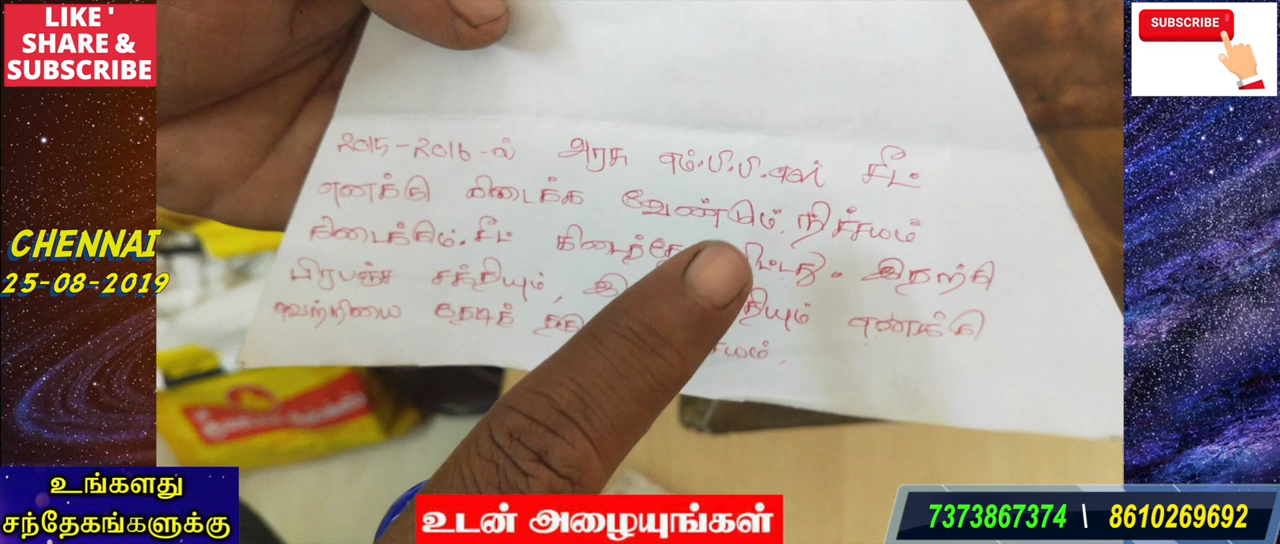 LIKE '
SHARE &
SUBSCRIBE
SUBSCRIBE
2015-2016-ல் அரசு எம்.பி.பி.எஸ் சீட்
எனக்கு கிடைக்க வேண்டும். நிச்சயம்
கிடைக்கும். சீட்
பிரபஞ்ச சக்தியும்,
எனக்கு
வெற்றியை தேடித்
CHENNAI
25-08-2019
உங்களது
சந்தேகங்களுக்கு
உடன் அழையுங்கள்
7373867374 \ 8610269692